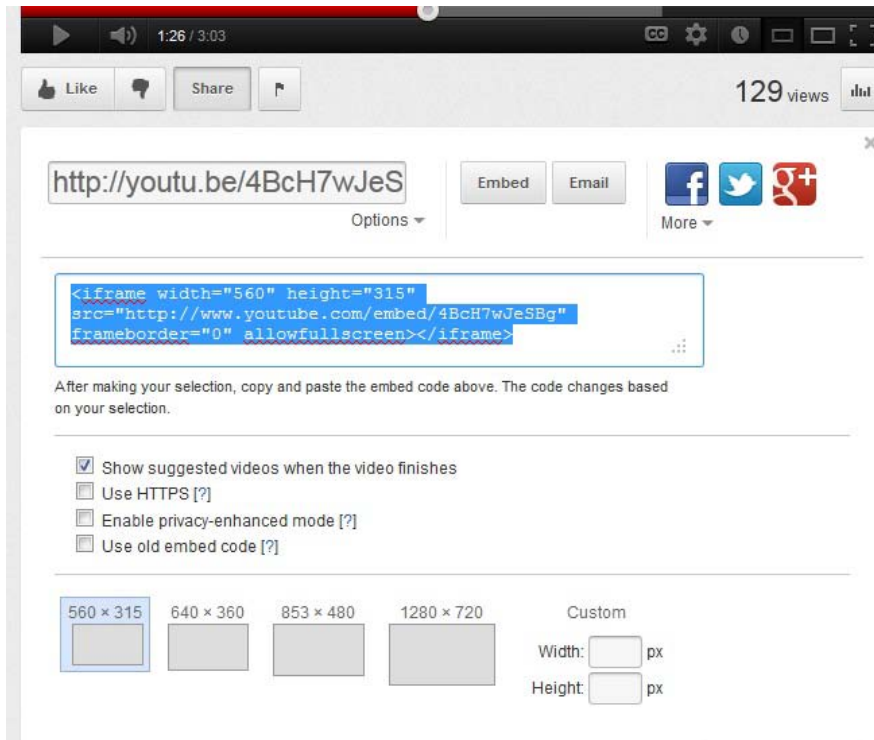 1:26 / 3:03 CC
Like Share 129 views
http://youtu.be/4BcH7wJeS Embed Email f g+
Options More
<iframe width="560" height="315"
src="http://www.youtube.com/embed/4BcH7wJeSBg"
frameborder="0" allowfullscreen></iframe>
After making your selection, copy and paste the embed code above. The code changes based
on your selection.
Show suggested videos when the video finishes
Use HTTPS [?]
Enable privacy-enhanced mode [?]
Use old embed code [?]
560 × 315 640 × 360 853 × 480 1280 × 720 Custom
Width: px
Height: px